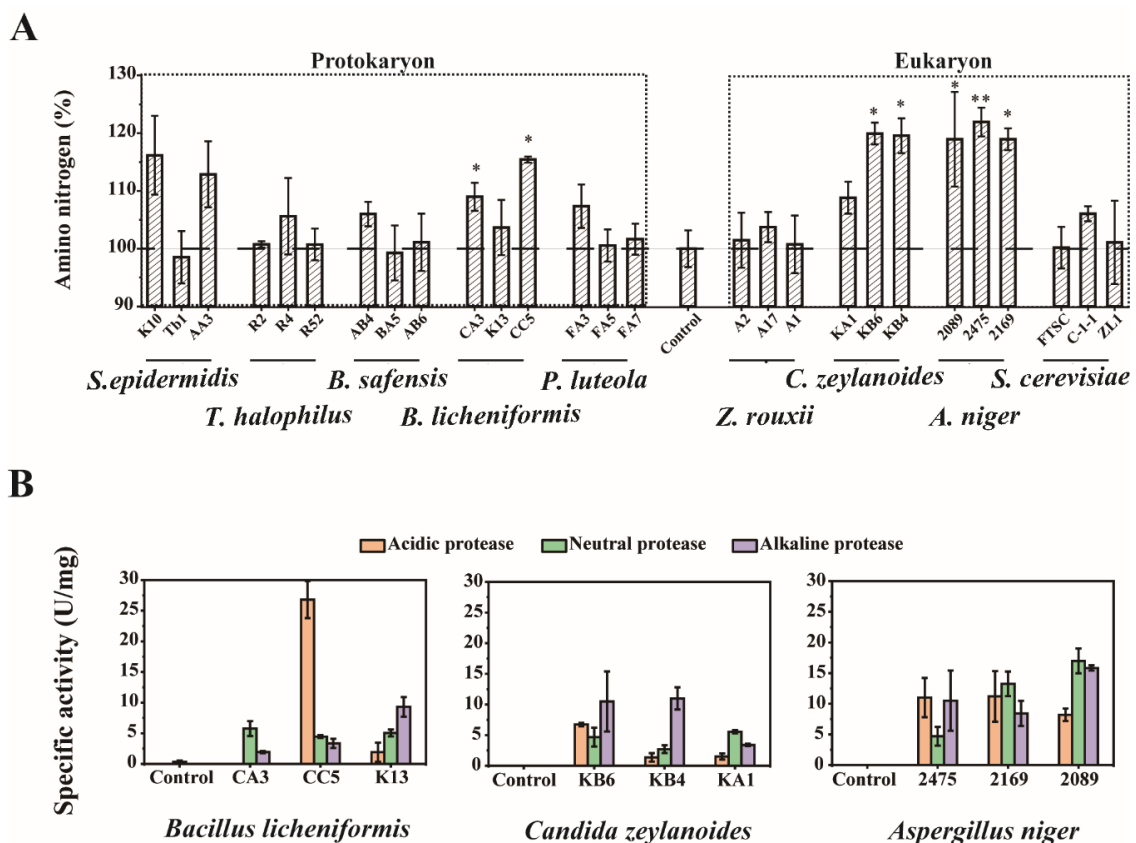 A
Protokaryon
Eukaryon
Amino nitrogen (%)
130
120
110
100
90
* * * * * ** *
K10 Tb1 AA3 R2 R4 R52 AB4 BA5 AB6 CA3 K13 CC5 FA3 FA5 FA7 Control A2 A17 A1 KA1 KB6 KB4 2089 2475 2169 FTSC C-1-1 ZL1
S.epidermidis B. safensis P. luteola C. zeylanoides S. cerevisiae
T. halophilus B. licheniformis Z. rouxii A. niger
B
Acidic protease Neutral protease Alkaline protease
Specific activity (U/mg)
30 30 30
25 25 25
20 20 20
15 15 15
10 10 10
5 5 5
0 0 0
Control CA3 CC5 K13 Control KB6 KB4 KA1 Control 2475 2169 2089
Bacillus licheniformis Candida zeylanoides Aspergillus niger